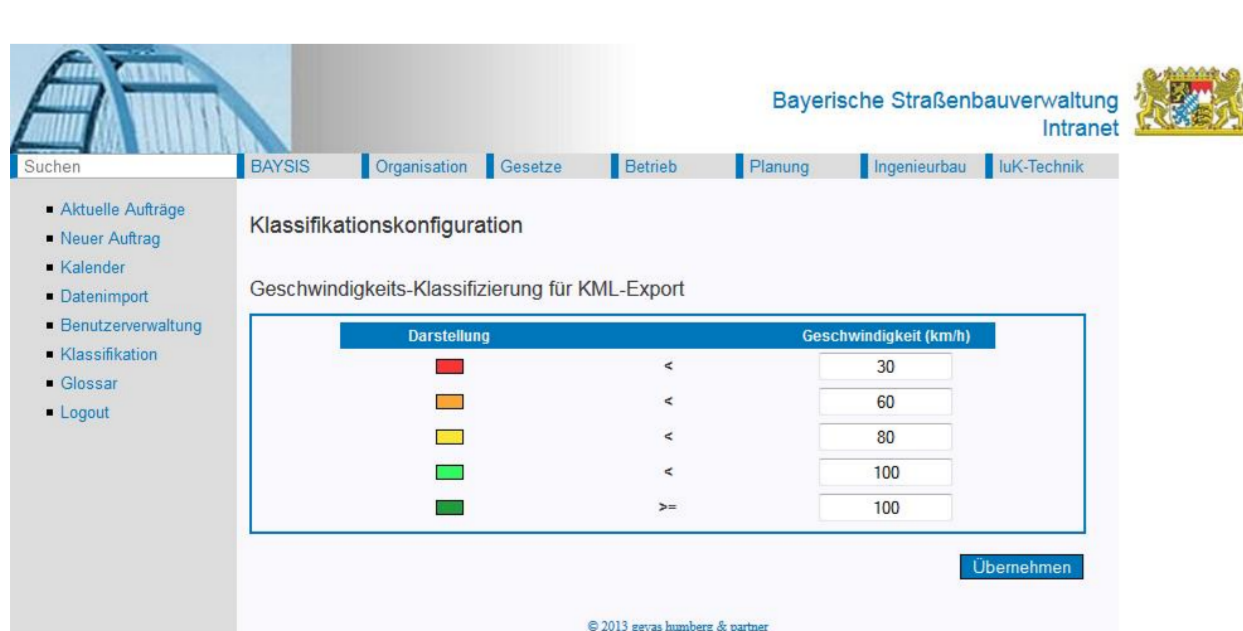 Bayerische Straßenbauverwaltung
Intranet
Suchen
BAYSIS Organisation Gesetze Betrieb Planung Ingenieurbau IuK-Technik
Aktuelle Aufträge
Neuer Auftrag
Kalender
Datenimport
Benutzerverwaltung
Klassifikation
Glossar
Logout
Klassifikationskonfiguration
Geschwindigkeits-Klassifizierung für KML-Export
Darstellung Geschwindigkeit (km/h)
< 30
< 60
< 80
< 100
>= 100
Übernehmen
© 2013 gevas humberg & partner